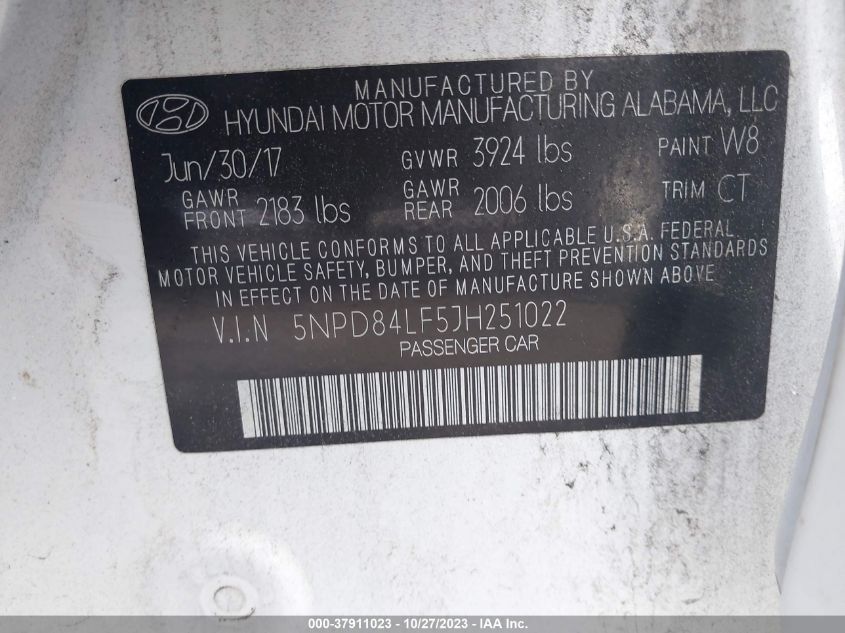 MANUFACTURED BY
HYUNDAI MOTOR MANUFACTURING ALABAMA, LLC
Jun/30/17 GVWR 3924 lbs PAINT W8
GAWR FRONT 2183 lbs GAWR REAR 2006 lbs TRIM CT
THIS VEHICLE CONFORMS TO ALL APPLICABLE U.S.A. FEDERAL
MOTOR VEHICLE SAFETY, BUMPER, AND THEFT PREVENTION STANDARDS
IN EFFECT ON THE DATE OF MANUFACTURE SHOWN ABOVE
V.I.N 5NPD84LF5JH251022
PASSENGER CAR
000-37911023 - 10/27/2023 - IAA Inc.